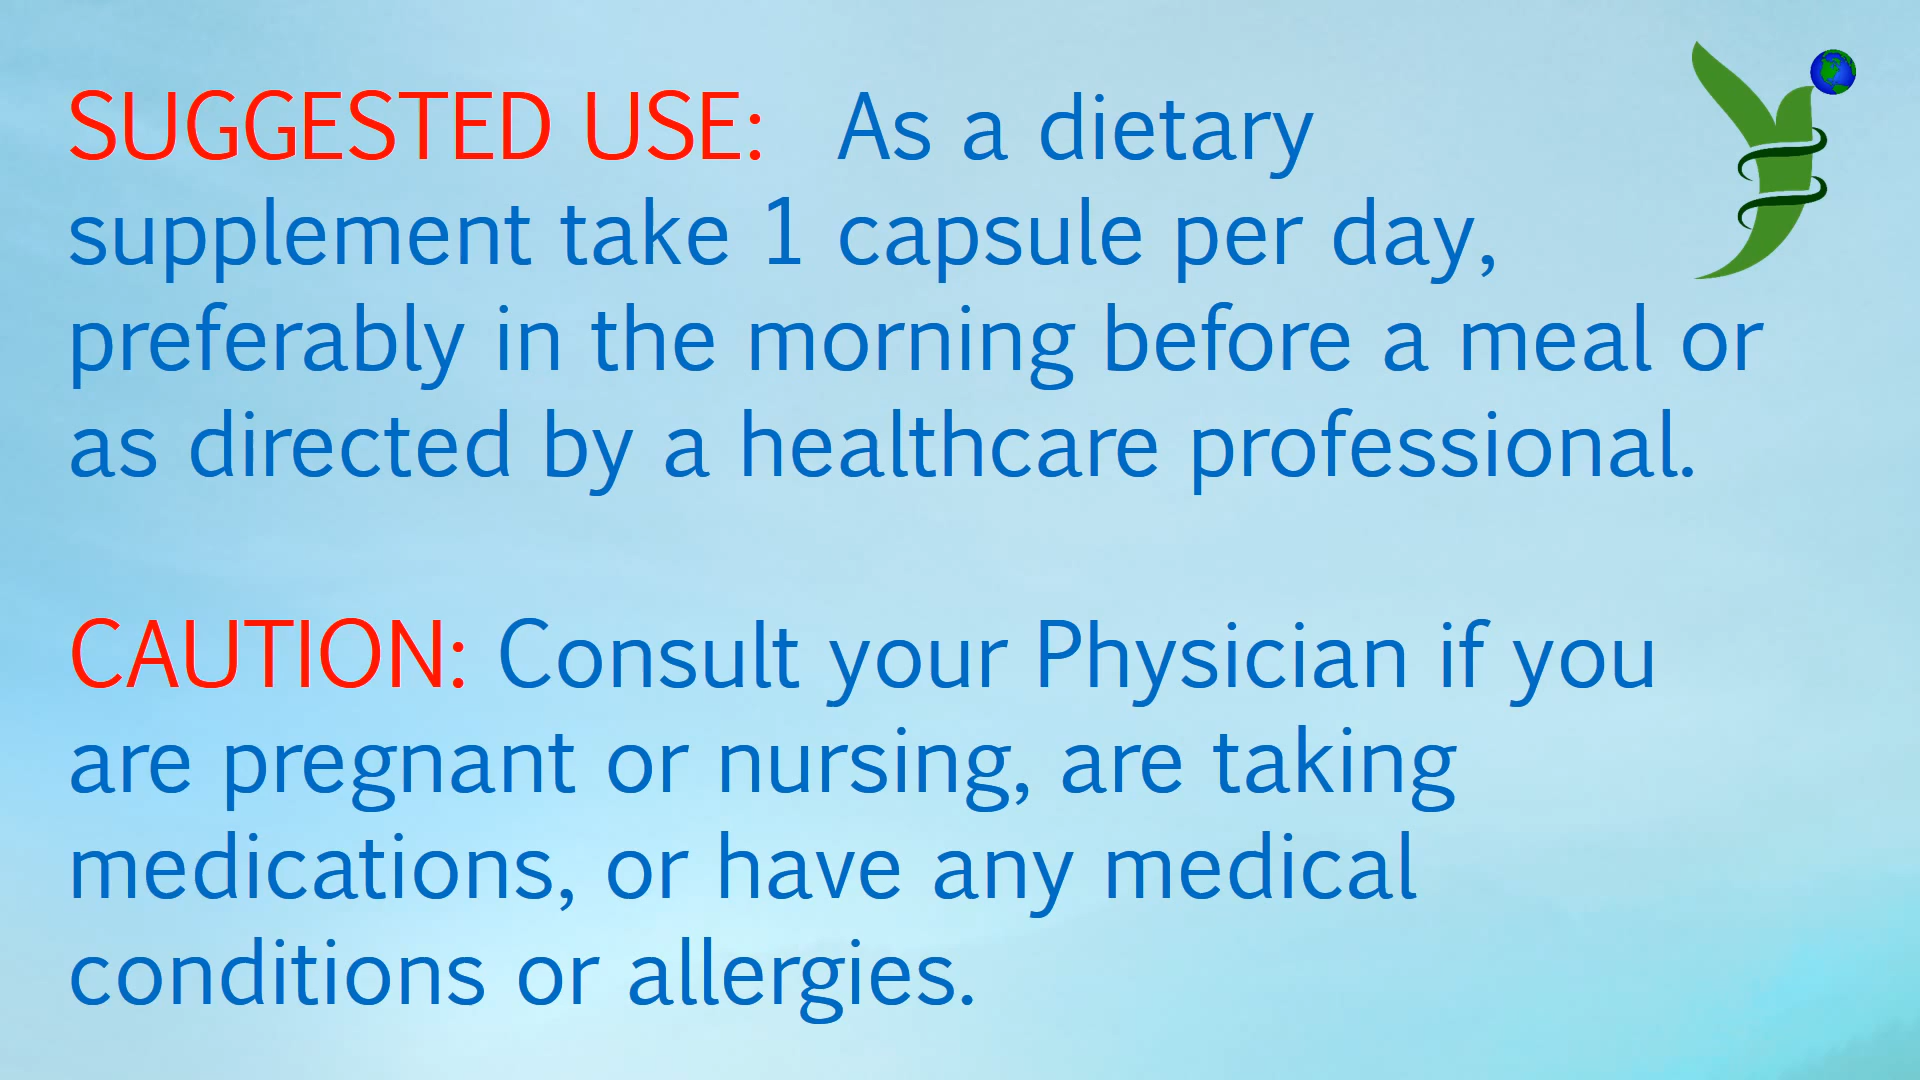 SUGGESTED USE:   As a dietary
supplement take 1 capsule per day,
preferably in the morning before a meal or
as directed by a healthcare professional.
CAUTION: Consult your Physician if you
are pregnant or nursing, are taking
medications, or have any medical
conditions or allergies.